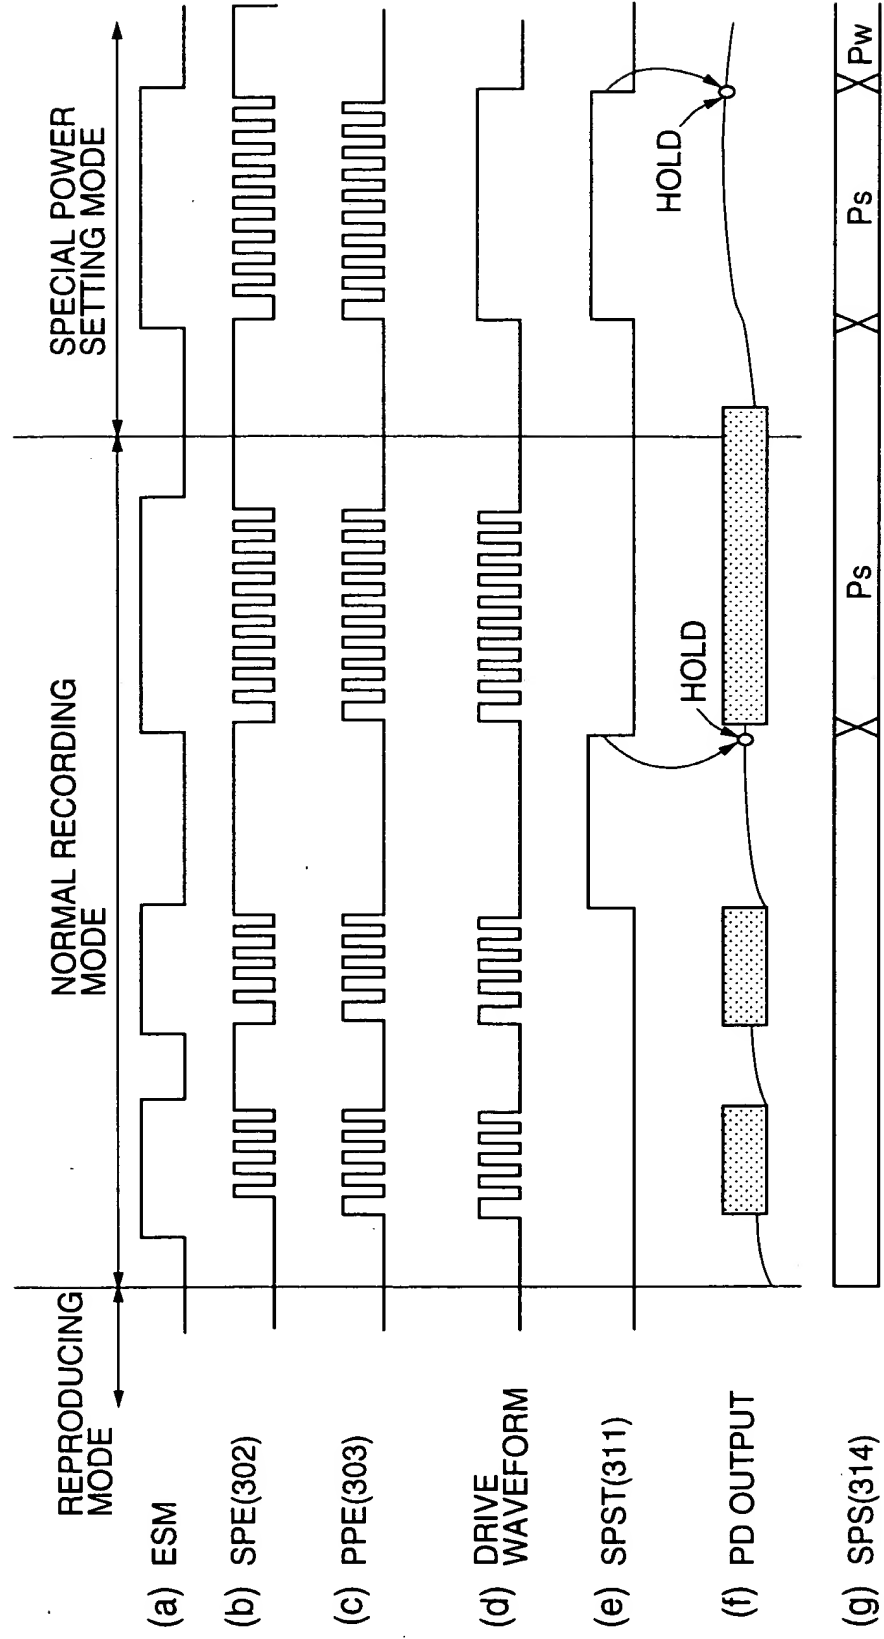 REPRODUCING
MODE
NORMAL RECORDING
MODE
SPECIAL POWER
SETTING MODE
(a) ESM
(b) SPE(302)
(c) PPE(303)
(d) DRIVE
WAVEFORM
(e) SPST(311)
(f) PD OUTPUT
HOLD
HOLD
(g) SPS(314)
Ps
Ps
Pw